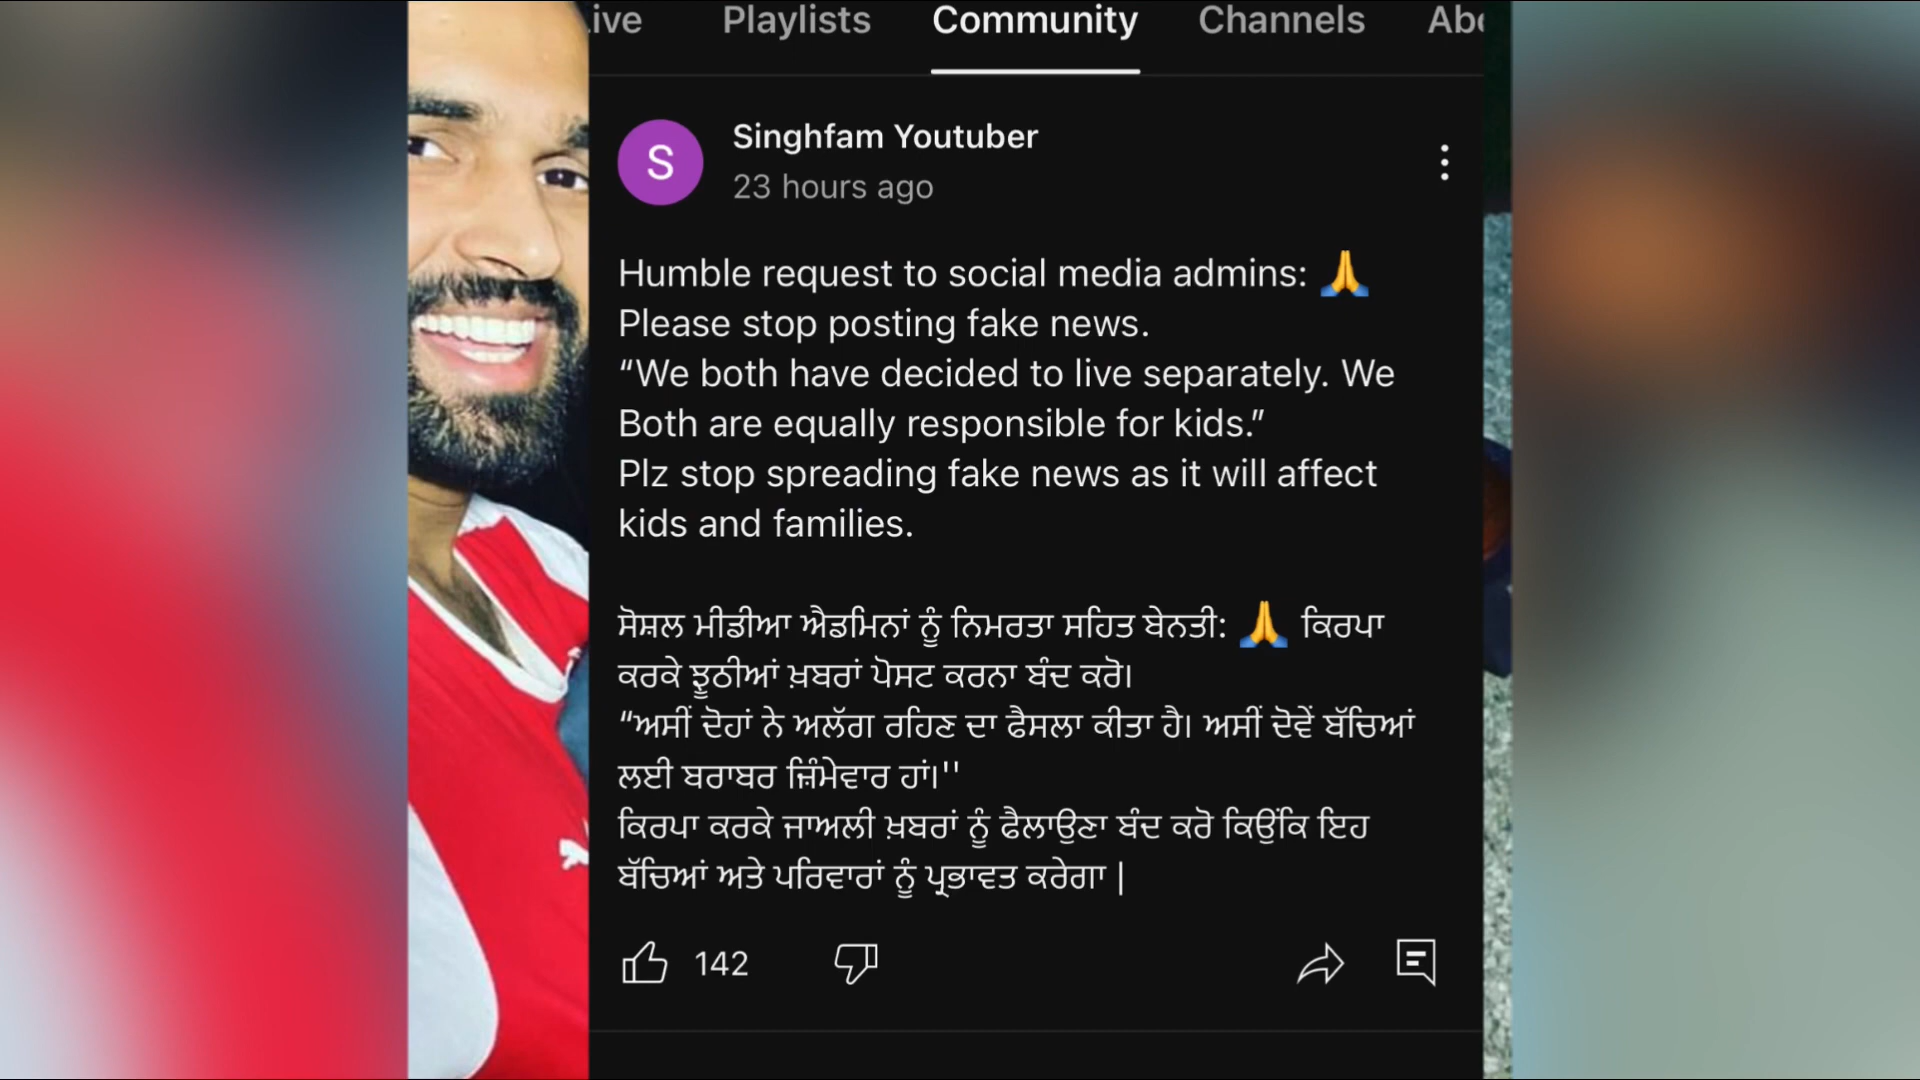 ive Playlists Community Channels Abo
S
Singhfam Youtuber
23 hours ago
Humble request to social media admins: 🙏
Please stop posting fake news.
“We both have decided to live separately. We
Both are equally responsible for kids.”
Plz stop spreading fake news as it will affect
kids and families.
ਸੋਸ਼ਲ ਮੀਡੀਆ ਐਡਮਿਨਾਂ ਨੂੰ ਨਿਮਰਤਾ ਸਹਿਤ ਬੇਨਤੀ: 🙏 ਕਿਰਪਾ
ਕਰਕੇ ਝੂਠੀਆਂ ਖ਼ਬਰਾਂ ਪੋਸਟ ਕਰਨਾ ਬੰਦ ਕਰੋ।
“ਅਸੀਂ ਦੋਹਾਂ ਨੇ ਅਲੱਗ ਰਹਿਣ ਦਾ ਫੈਸਲਾ ਕੀਤਾ ਹੈ। ਅਸੀਂ ਦੋਵੇਂ ਬੱਚਿਆਂ
ਲਈ ਬਰਾਬਰ ਜ਼ਿੰਮੇਵਾਰ ਹਾਂ।''
ਕਿਰਪਾ ਕਰਕੇ ਜਾਅਲੀ ਖ਼ਬਰਾਂ ਨੂੰ ਫੈਲਾਉਣਾ ਬੰਦ ਕਰੋ ਕਿਉਂਕਿ ਇਹ
ਬੱਚਿਆਂ ਅਤੇ ਪਰਿਵਾਰਾਂ ਨੂੰ ਪ੍ਰਭਾਵਤ ਕਰੇਗਾ |
142